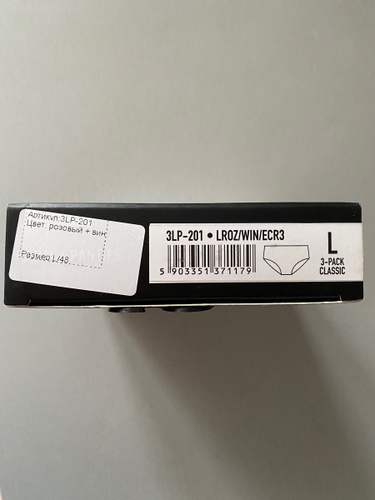 Артикул:3LP-201
Цвет: розовый + вин
Размер L/48
3LP-201 • LROZ/WIN/ECR3
5 903351 371179
L
3-PACK
CLASSIC